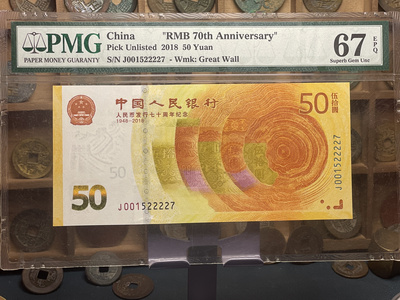 PMG
PAPER MONEY GUARANTY
China "RMB 70th Anniversary"
Pick Unlisted 2018 50 Yuan
S/N J001522227 - Wmk: Great Wall
67 EPQ
Superb Gem Unc
中国人民银行
人民币发行七十周年纪念
1948-2018
50 伍拾圆
50
J001522227
J001522227